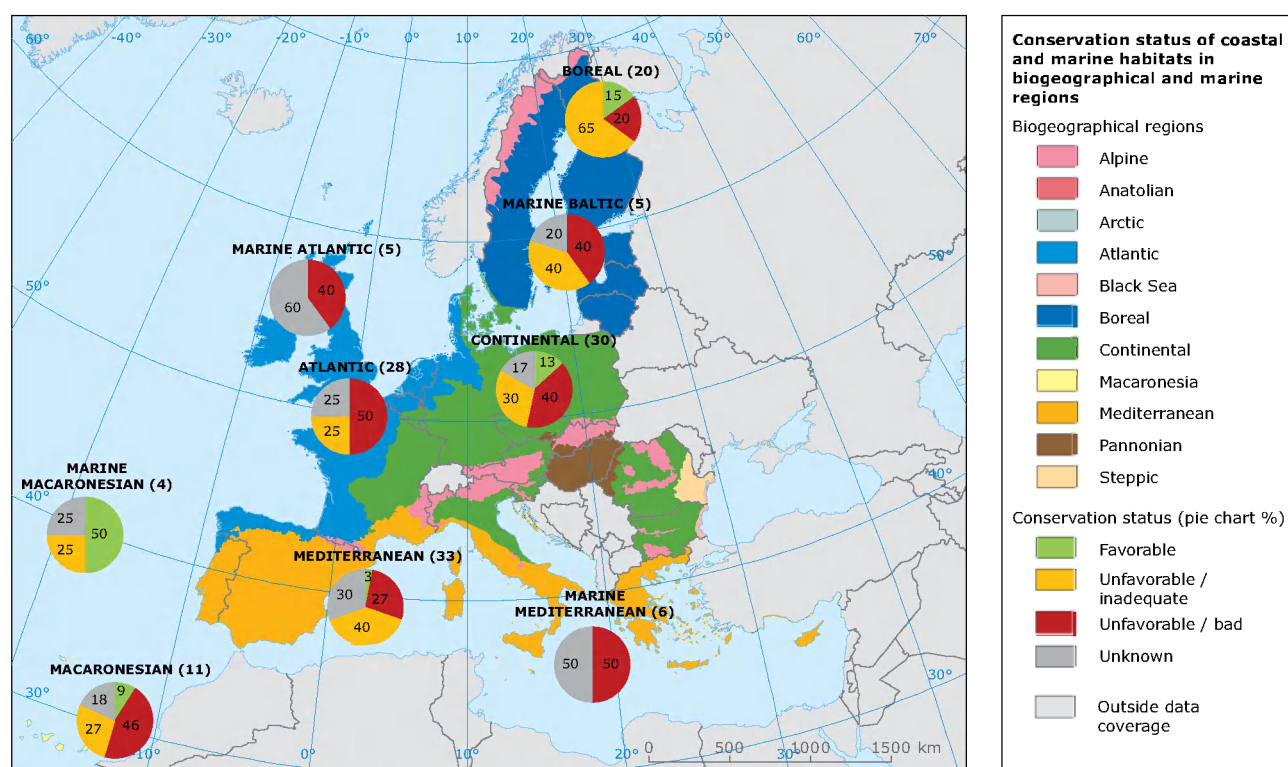 60°
-40°
-30°
-20°
-10°
0°
10°
20°
30°
40°
50°
60°
70°
BOREAL (20)
15
20
65
MARINE BALTIC (5)
20
40
40
MARINE ATLANTIC (5)
40
60
50°
50°
CONTINENTAL (30)
17
13
30
40
ATLANTIC (28)
25
50
25
MARINE
MACARONESIAN (4)
40°
40°
25
50
25
MEDITERRANEAN (33)
3
30
27
40
MARINE
MEDITERRANEAN (6)
50
50
MACARONESIAN (11)
9
18
27
46
30°
30°
-10°
0°
10°
20°
0
500
1000
1500 km
Conservation status of coastal
and marine habitats in
biogeographical and marine
regions
Biogeographical regions
Alpine
Anatolian
Arctic
Atlantic
Black Sea
Boreal
Continental
Macaronesia
Mediterranean
Pannonian
Steppic
Conservation status (pie chart %)
Favorable
Unfavorable /
inadequate
Unfavorable / bad
Unknown
Outside data
coverage